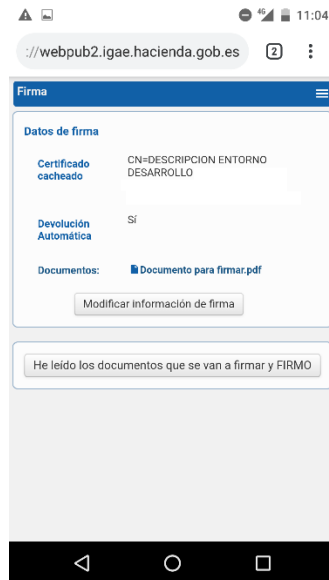 4G 11:04
://webpub2.igae.hacienda.gob.es 2
Firma
Datos de firma
Certificado cacheado
CN=DESCRIPCION ENTORNO
DESARROLLO
Devolución
Automática
Sí
Documentos: Documento para firmar.pdf
Modificar información de firma
He leído los documentos que se van a firmar y FIRMO